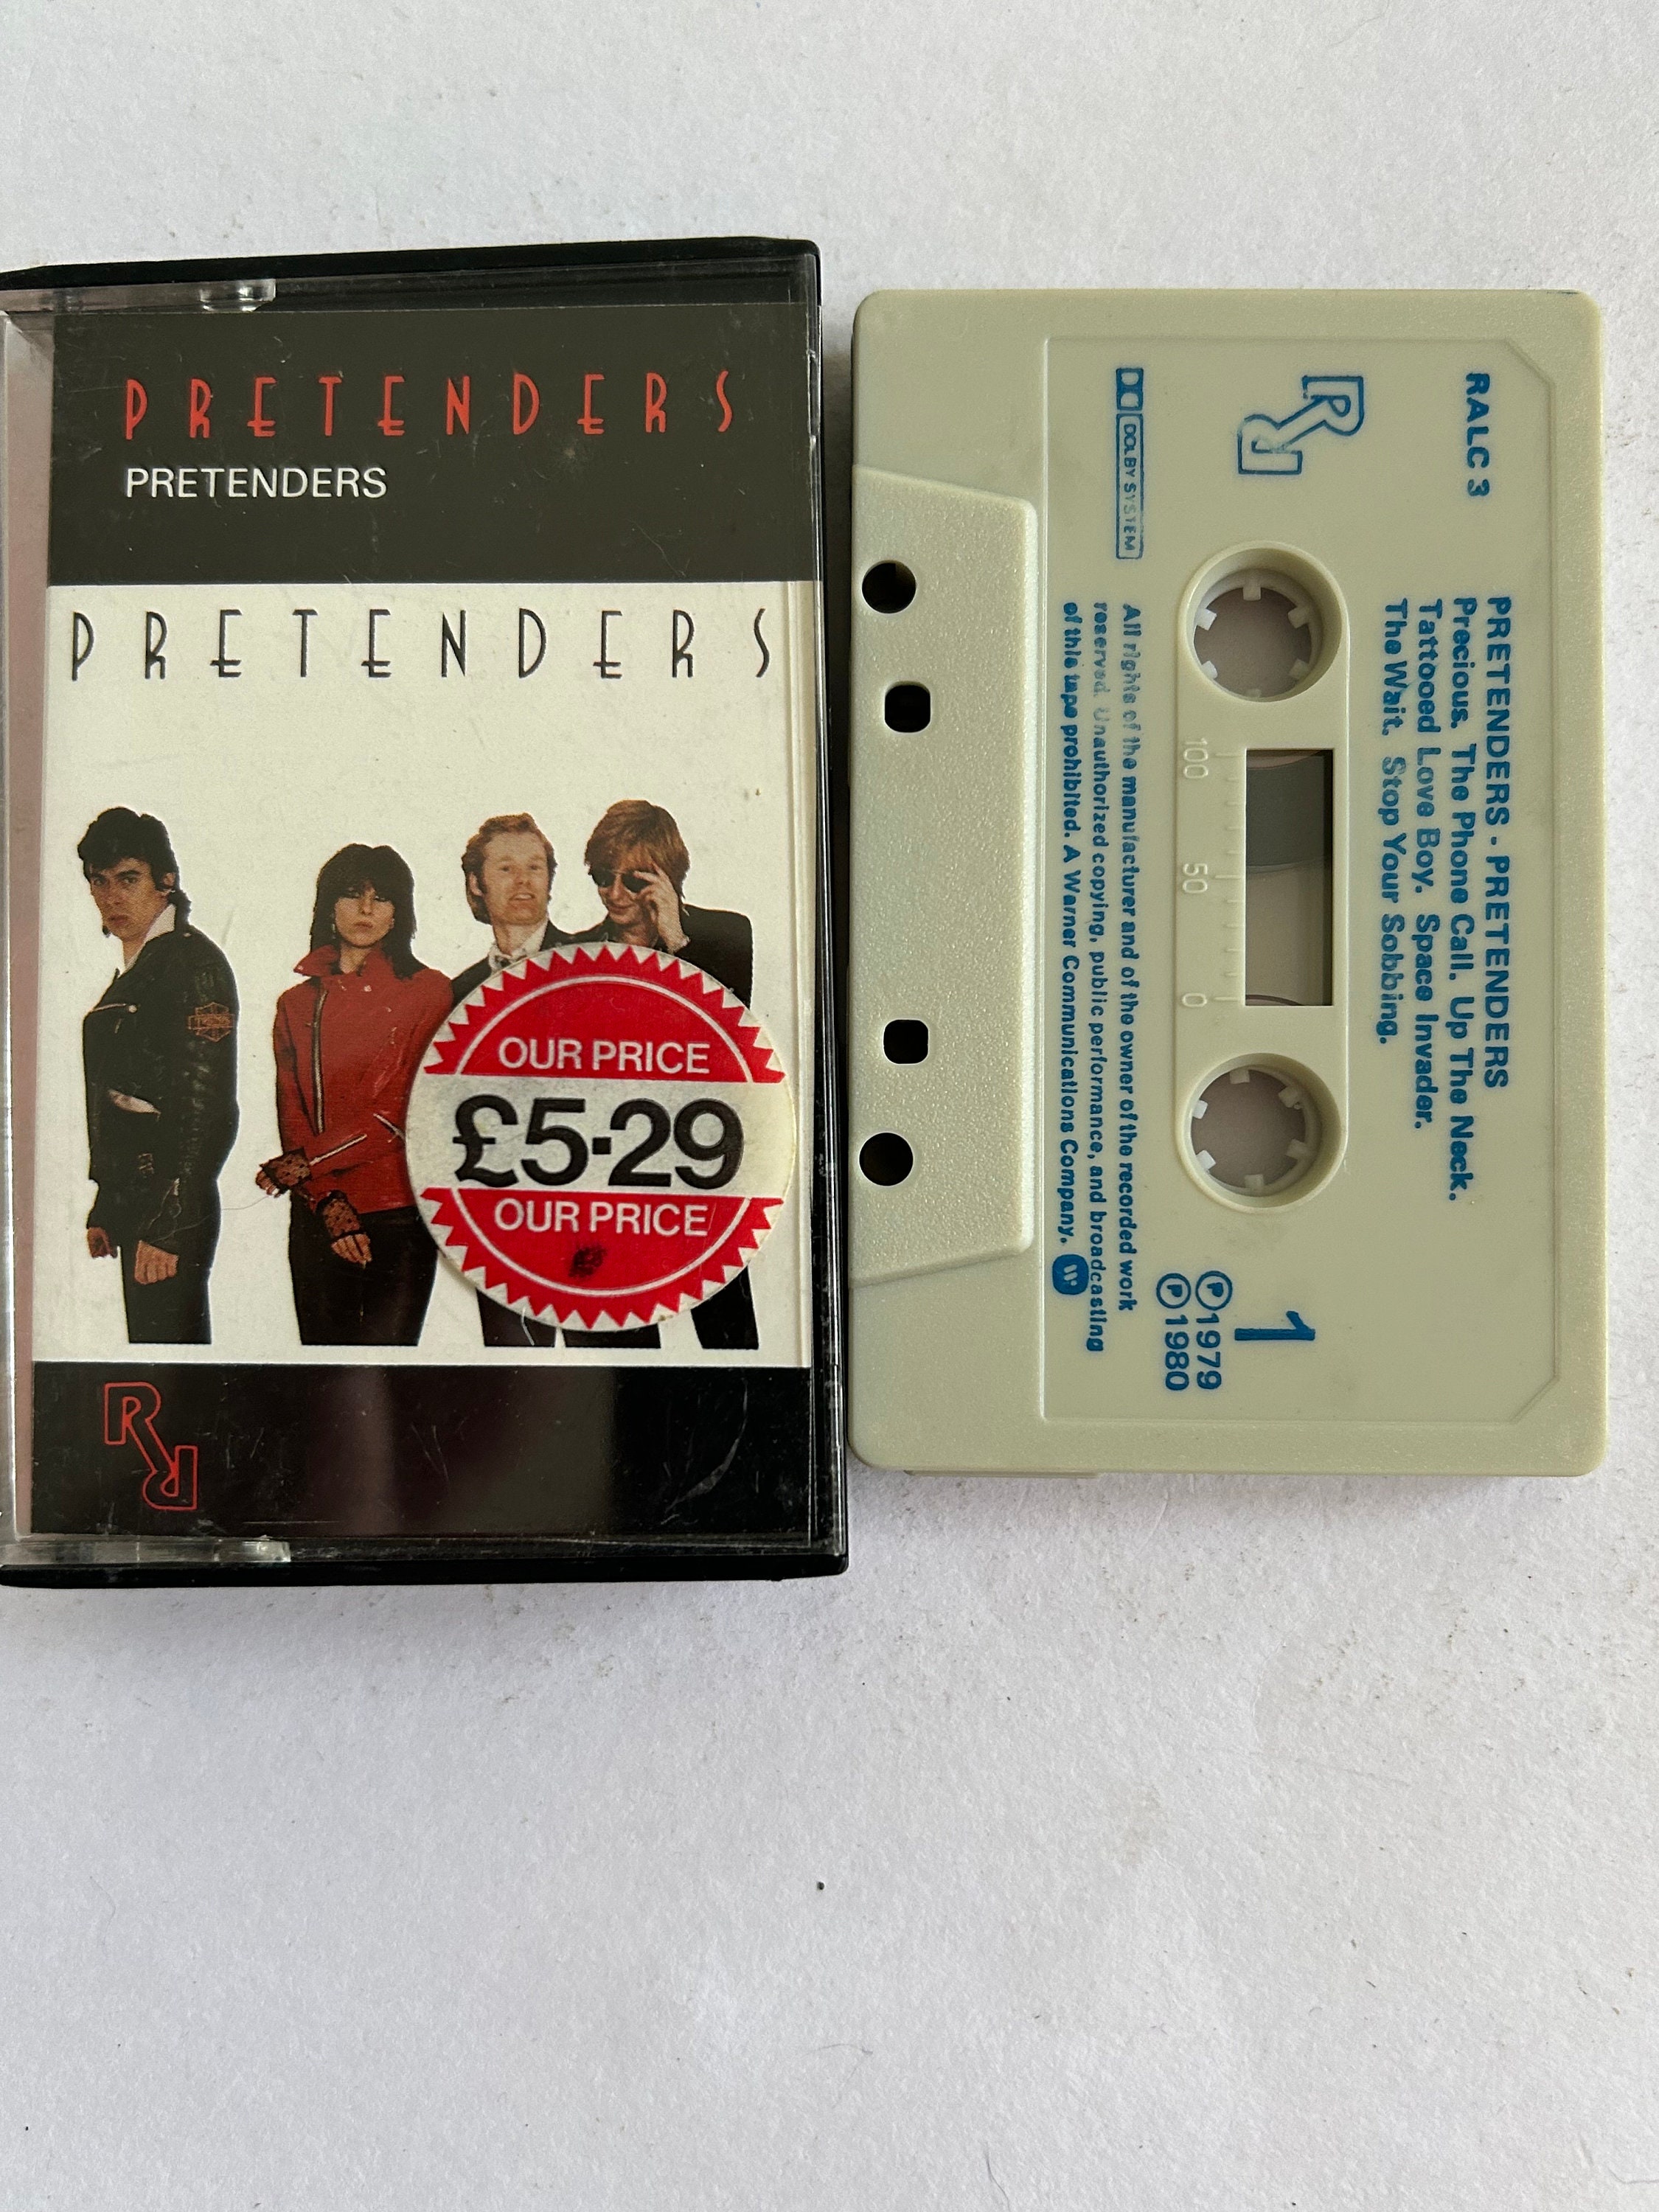 PRETENDERS
PRETENDERS
PRETENDERS
OUR PRICE
£5·29
OUR PRICE
RR
RALC 3
RR
DOLBY SYSTEM
PRETENDERS - PRETENDERS
Precious. The Phone Call. Up The Neck.
Tattooed Love Boy. Space Invader.
The Wait. Stop Your Sobbing.
100 50 0
1
Ⓟ1979
Ⓟ1980
All rights of the manufacturer and of the owner of the recorded work
reserved. Unauthorized copying, public performance, and broadcasting
of this tape prohibited. A Warner Communications Company.